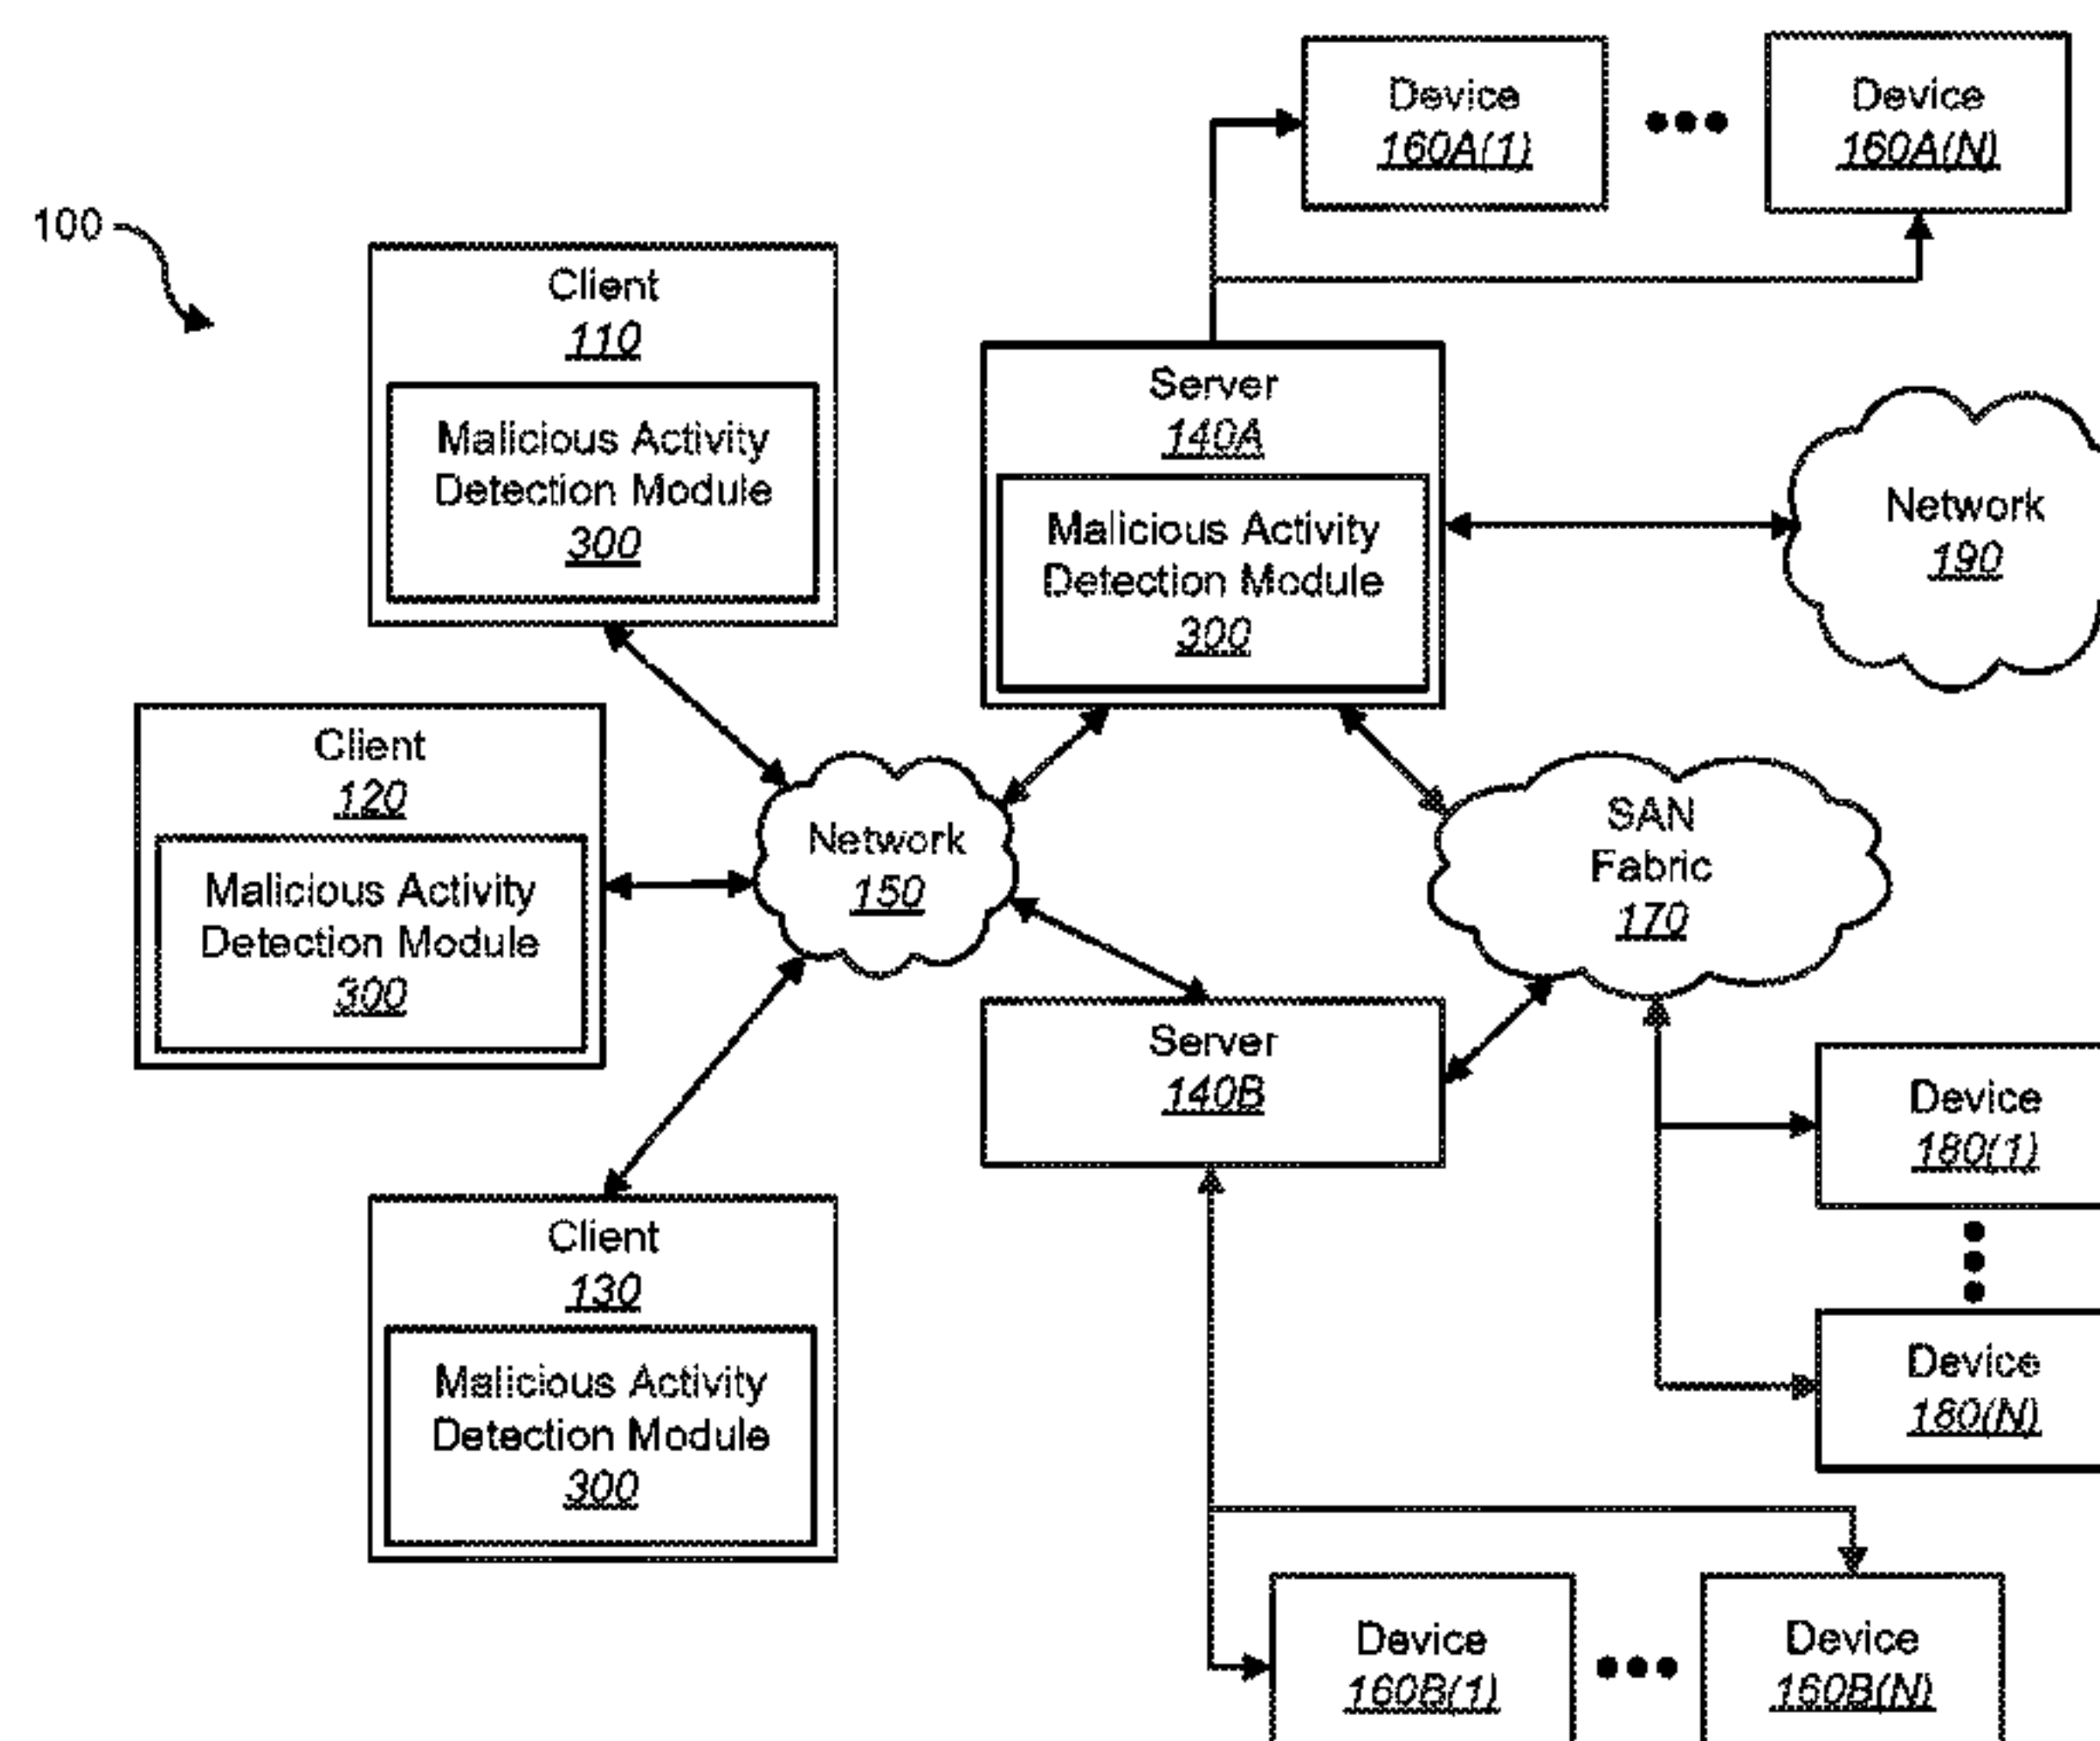 Device
160A(1)
Device
160A(N)
100
Client
110
Malicious Activity
Detection Module
300
Server
140A
Malicious Activity
Detection Module
300
Network
190
Client
120
Malicious Activity
Detection Module
300
Network
150
SAN
Fabric
170
Server
140B
Device
180(1)
Client
130
Malicious Activity
Detection Module
300
Device
180(N)
Device
160B(1)
Device
160B(N)